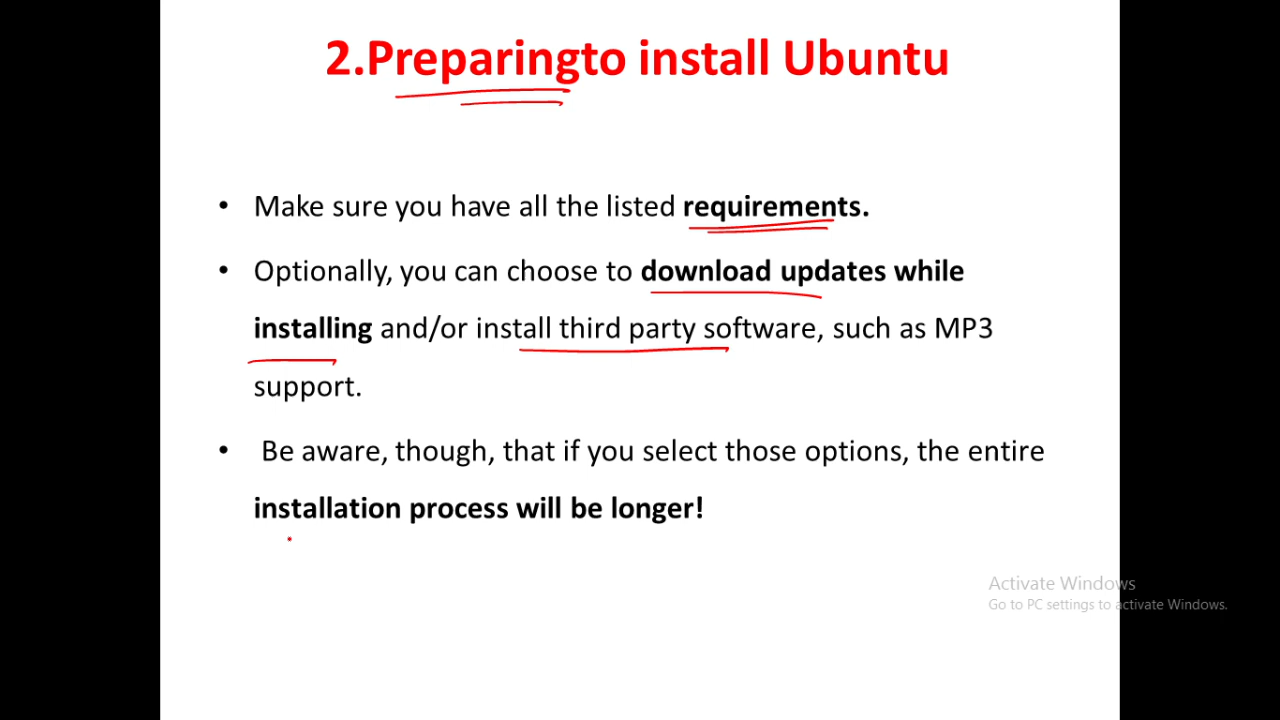 2.Preparingto install Ubuntu
• Make sure you have all the listed requirements.
• Optionally, you can choose to download updates while
installing and/or install third party software, such as MP3
support.
• Be aware, though, that if you select those options, the entire
installation process will be longer!
Activate Windows
Go to PC settings to activate Windows.